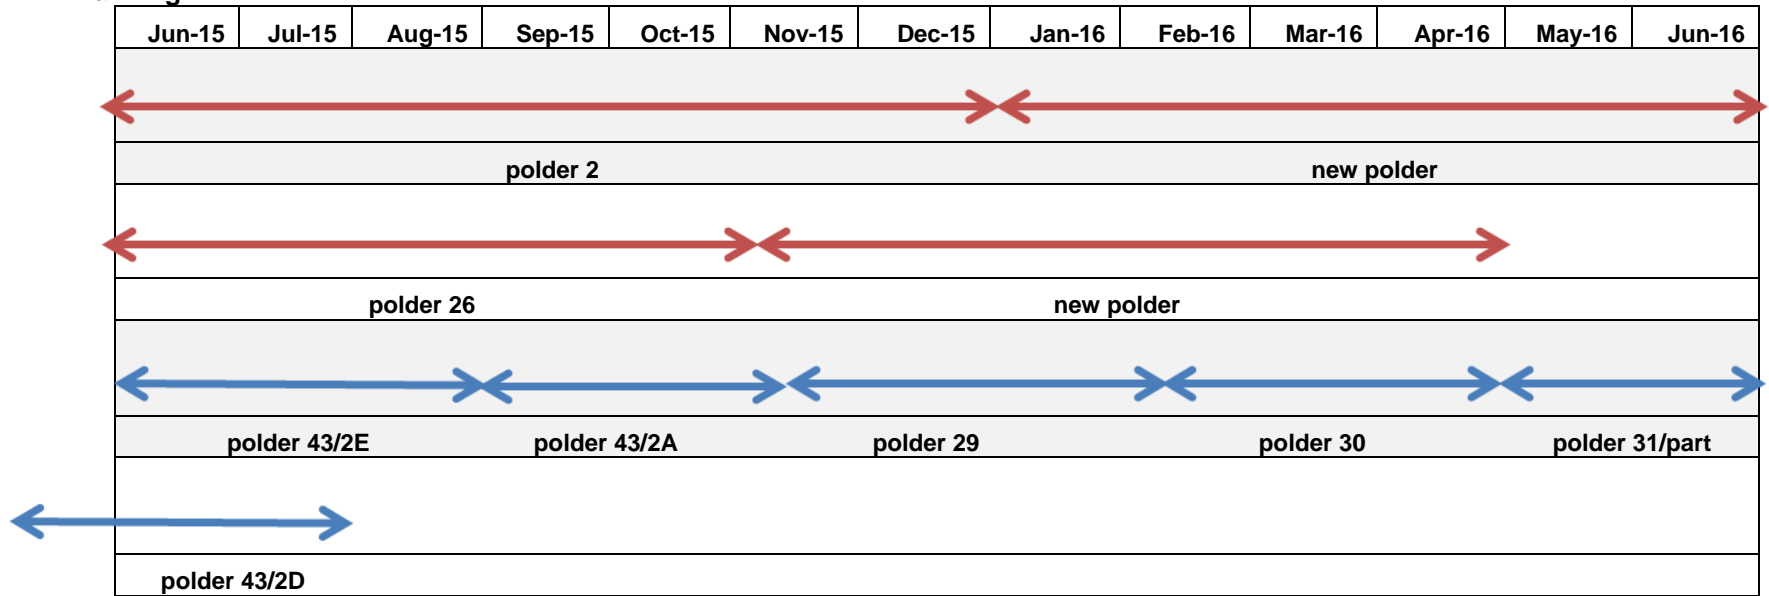 Jun-15 Jul-15 Aug-15 Sep-15 Oct-15 Nov-15 Dec-15 Jan-16 Feb-16 Mar-16 Apr-16 May-16 Jun-16
polder 2 new polder
polder 26 new polder
polder 43/2E polder 43/2A polder 29 polder 30 polder 31/part
polder 43/2D